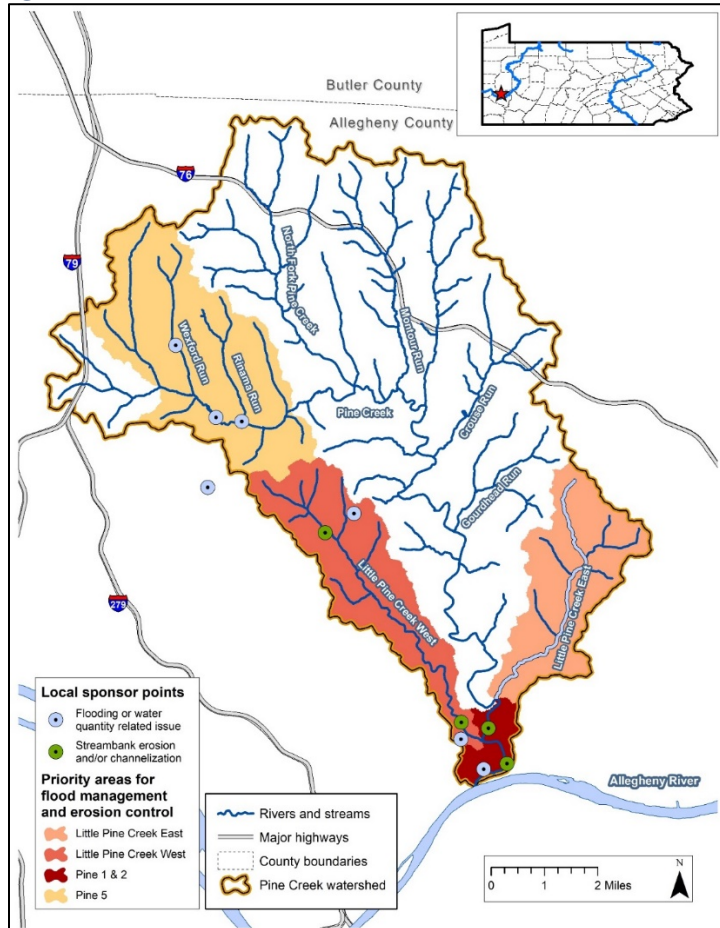 Butler County
Allegheny County
76
79
North Fork Pine Creek
Montour Run
Wexford Run
Rinama Run
Pine Creek
Crouse Run
Gourdhead Run
Little Pine Creek West
Little Pine Creek East
279
Allegheny River
Local sponsor points
Flooding or water
quantity related issue
Streambank erosion
and/or channelization
Priority areas for
flood management
and erosion control
Little Pine Creek East
Little Pine Creek West
Pine 1 & 2
Pine 5
Rivers and streams
Major highways
County boundaries
Pine Creek watershed
0 1 2 Miles
N